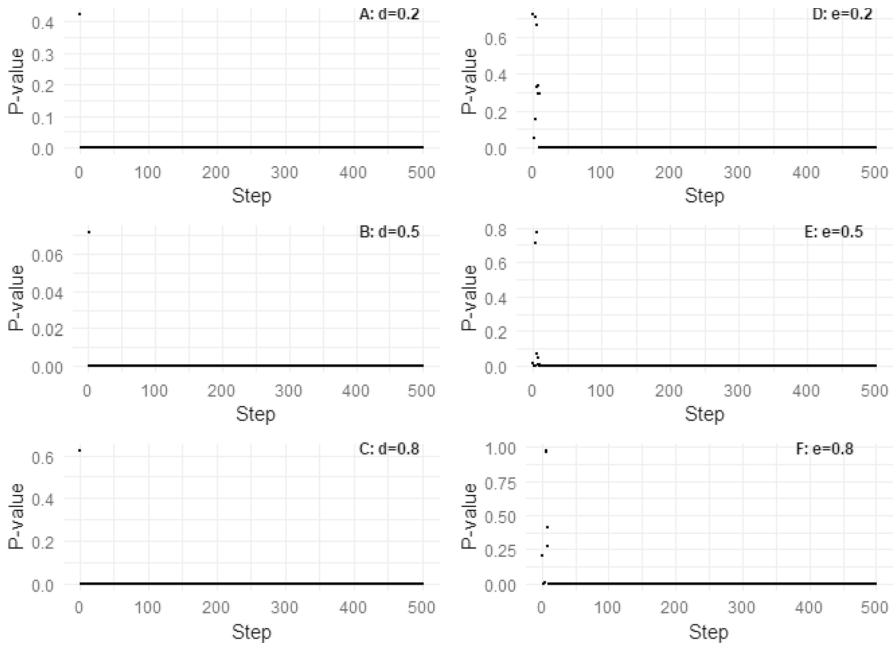 A: d=0.2
P-value
0.4
0.3
0.2
0.1
0.0
0 100 200 300 400 500
Step
D: e=0.2
P-value
0.6
0.4
0.2
0.0
0 100 200 300 400 500
Step
B: d=0.5
P-value
0.06
0.04
0.02
0.00
0 100 200 300 400 500
Step
E: e=0.5
P-value
0.8
0.6
0.4
0.2
0.0
0 100 200 300 400 500
Step
C: d=0.8
P-value
0.6
0.4
0.2
0.0
0 100 200 300 400 500
Step
F: e=0.8
P-value
1.00
0.75
0.50
0.25
0.00
0 100 200 300 400 500
Step